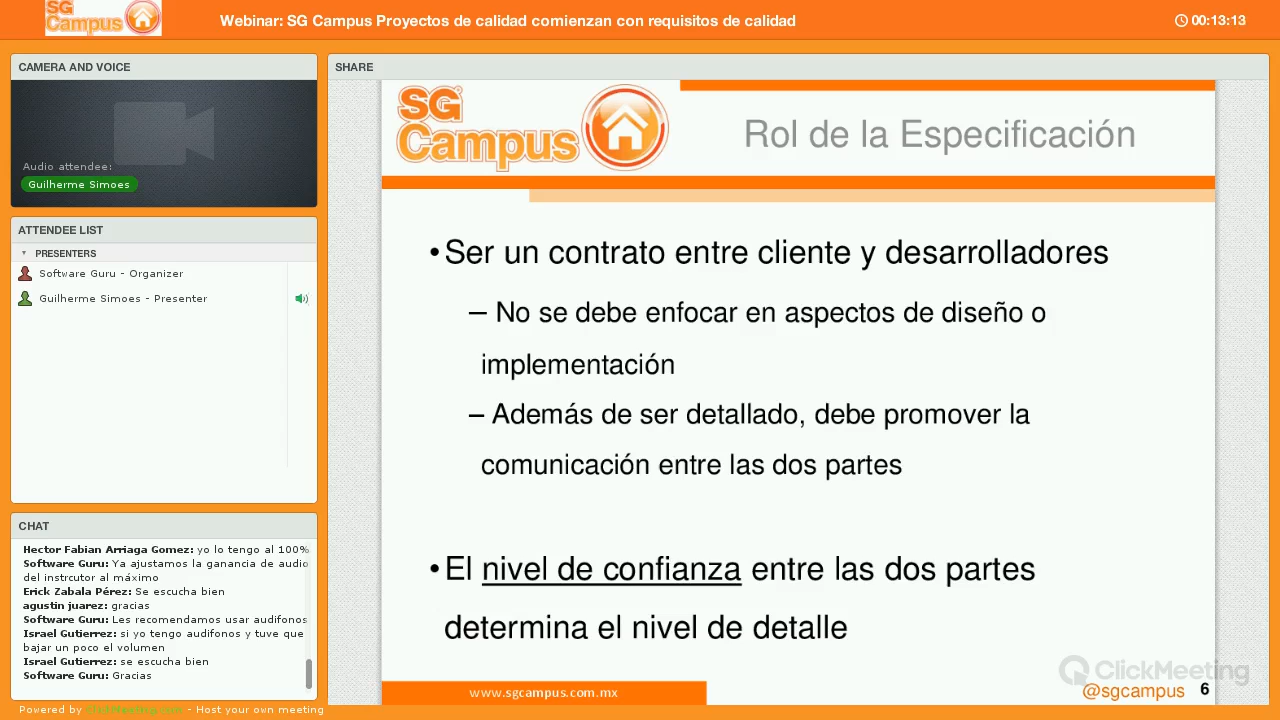 SG Campus
Webinar: SG Campus Proyectos de calidad comienzan con requisitos de calidad
00:13:13
CAMERA AND VOICE
Audio attendee:
Guilherme Simoes
ATTENDEE LIST
PRESENTERS
Software Guru - Organizer
Guilherme Simoes - Presenter
CHAT
Hector Fabian Arriaga Gomez: yo lo tengo al 100%
Software Guru: Ya ajustamos la ganancia de audio
del instrcutor al máximo
Erick Zabala Pérez: Se escucha bien
agustin juarez: gracias
Software Guru: Les recomendamos usar audifonos
Israel Gutierrez: si yo tengo audifonos y tuve que
bajar un poco el volumen
Israel Gutierrez: se escucha bien
Software Guru: Gracias
Powered by ClickMeeting.com - Host your own meeting
SHARE
SG
Campus
Rol de la Especificación
•Ser un contrato entre cliente y desarrolladores
– No se debe enfocar en aspectos de diseño o
implementación
– Además de ser detallado, debe promover la
comunicación entre las dos partes
•El nivel de confianza entre las dos partes
determina el nivel de detalle
www.sgcampus.com.mx
ClickMeeting
@sgcampus
6